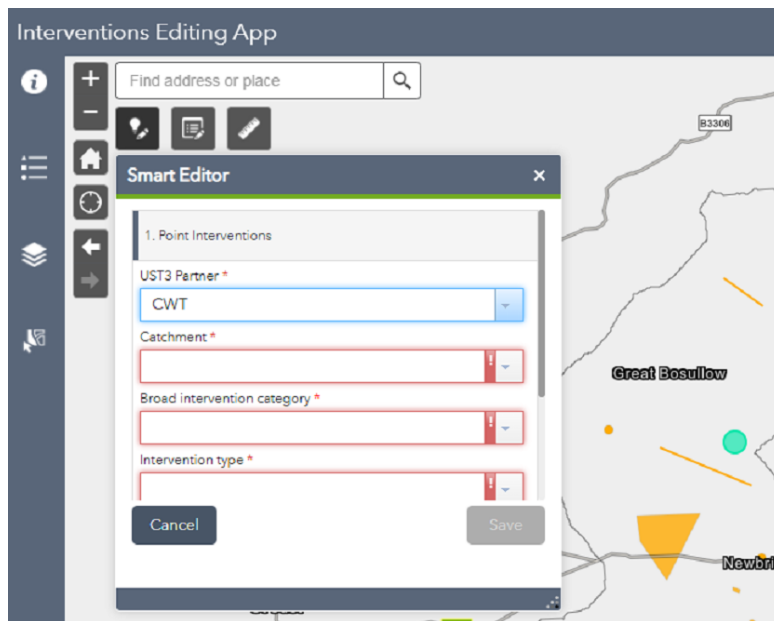 Interventions Editing App
Find address or place
B3306
Smart Editor
1. Point Interventions
UST3 Partner *
CWT
Catchment *
Broad intervention category *
Intervention type *
Cancel
Save
Great Bosullow
Newbri